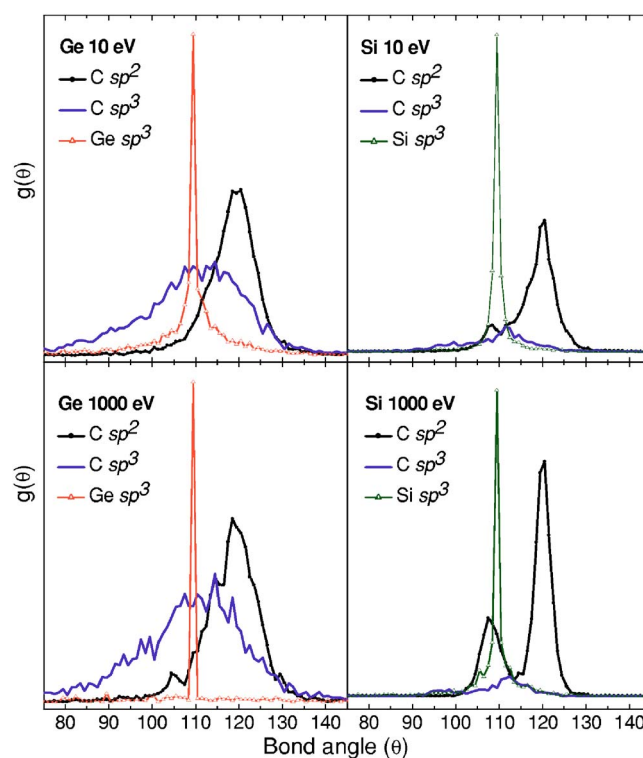 Ge 10 eV
C sp²
C sp³
Ge sp³
g(θ)
Si 10 eV
C sp²
C sp³
Si sp³
Ge 1000 eV
C sp²
C sp³
Ge sp³
g(θ)
Si 1000 eV
C sp²
C sp³
Si sp³
80 90 100 110 120 130 140 80 90 100 110 120 130 140
Bond angle (θ)